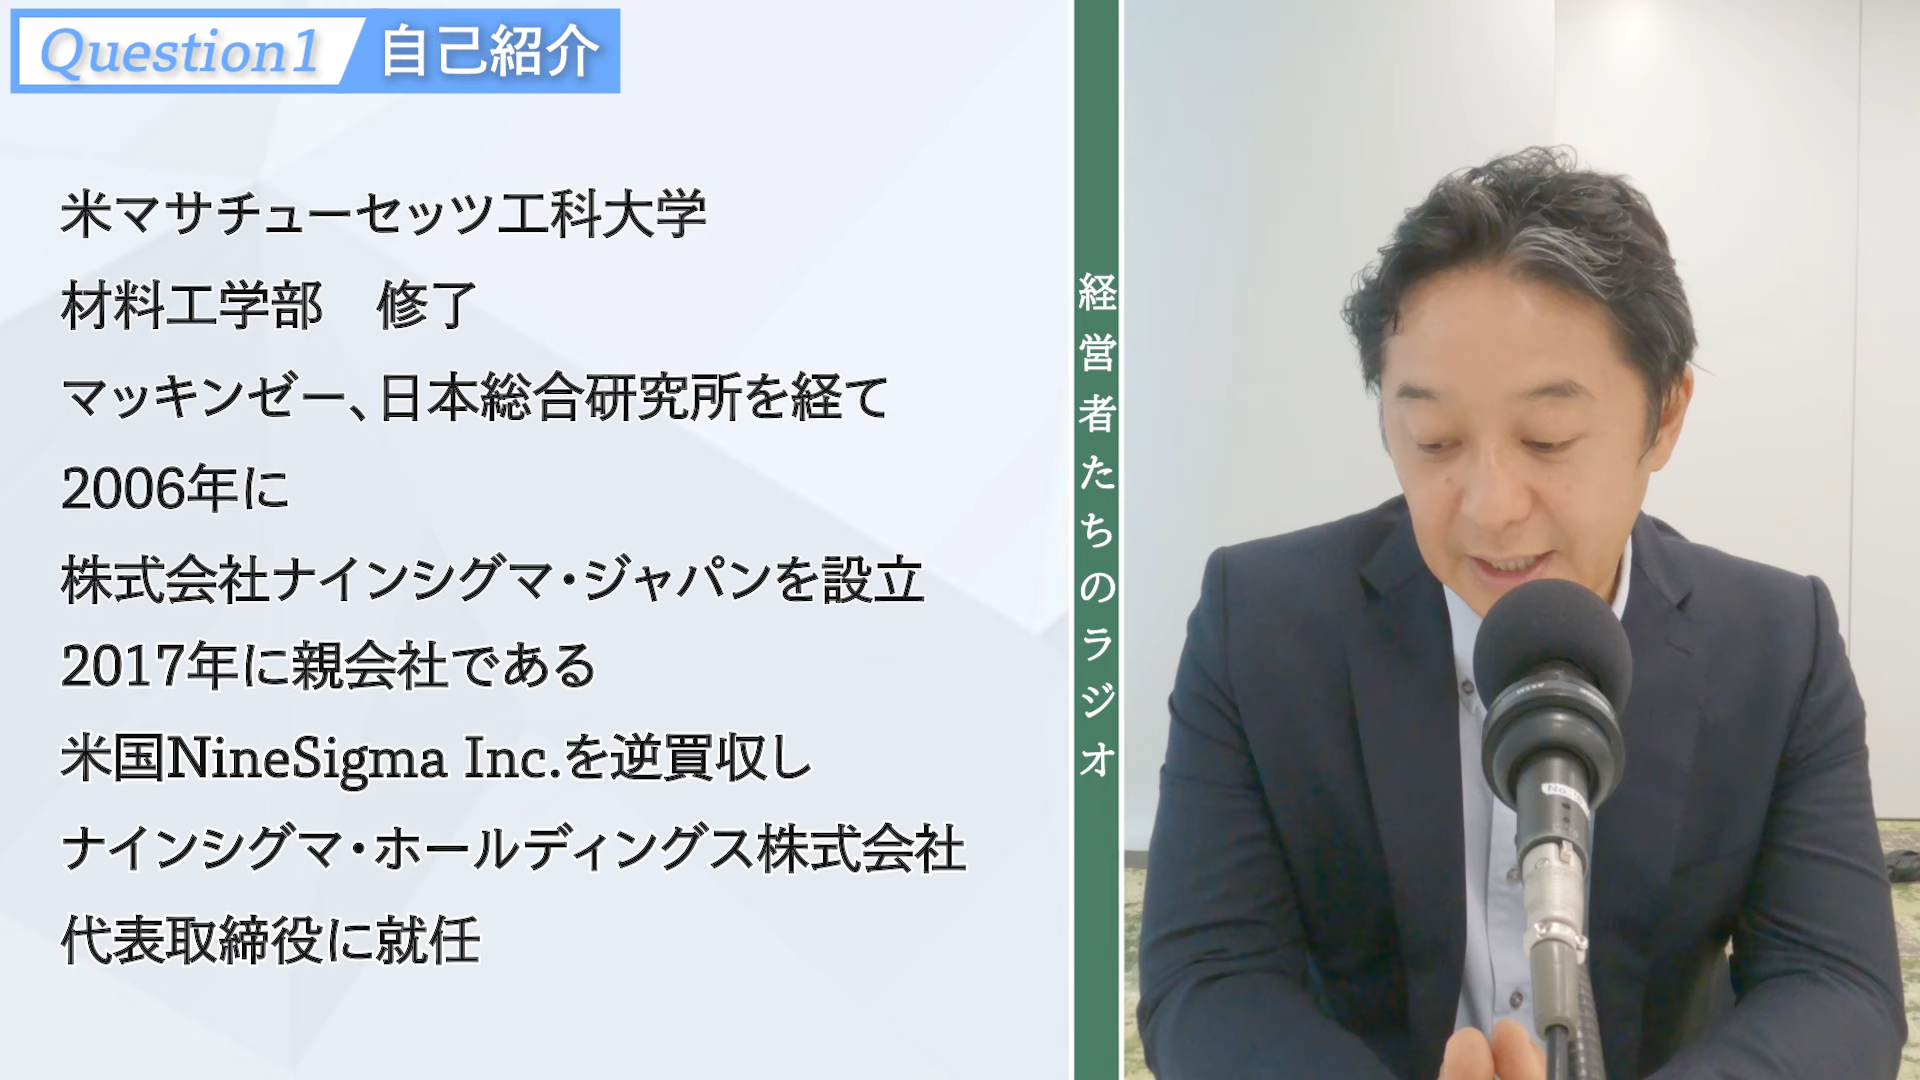 Question1 自己紹介
米マサチューセッツ工科大学
材料工学部　修了
マッキンゼー、日本総合研究所を経て
2006年に
株式会社ナインシグマ・ジャパンを設立
2017年に親会社である
米国NineSigma Inc.を逆買収し
ナインシグマ・ホールディングス株式会社
代表取締役に就任
経営者たちのラジオ